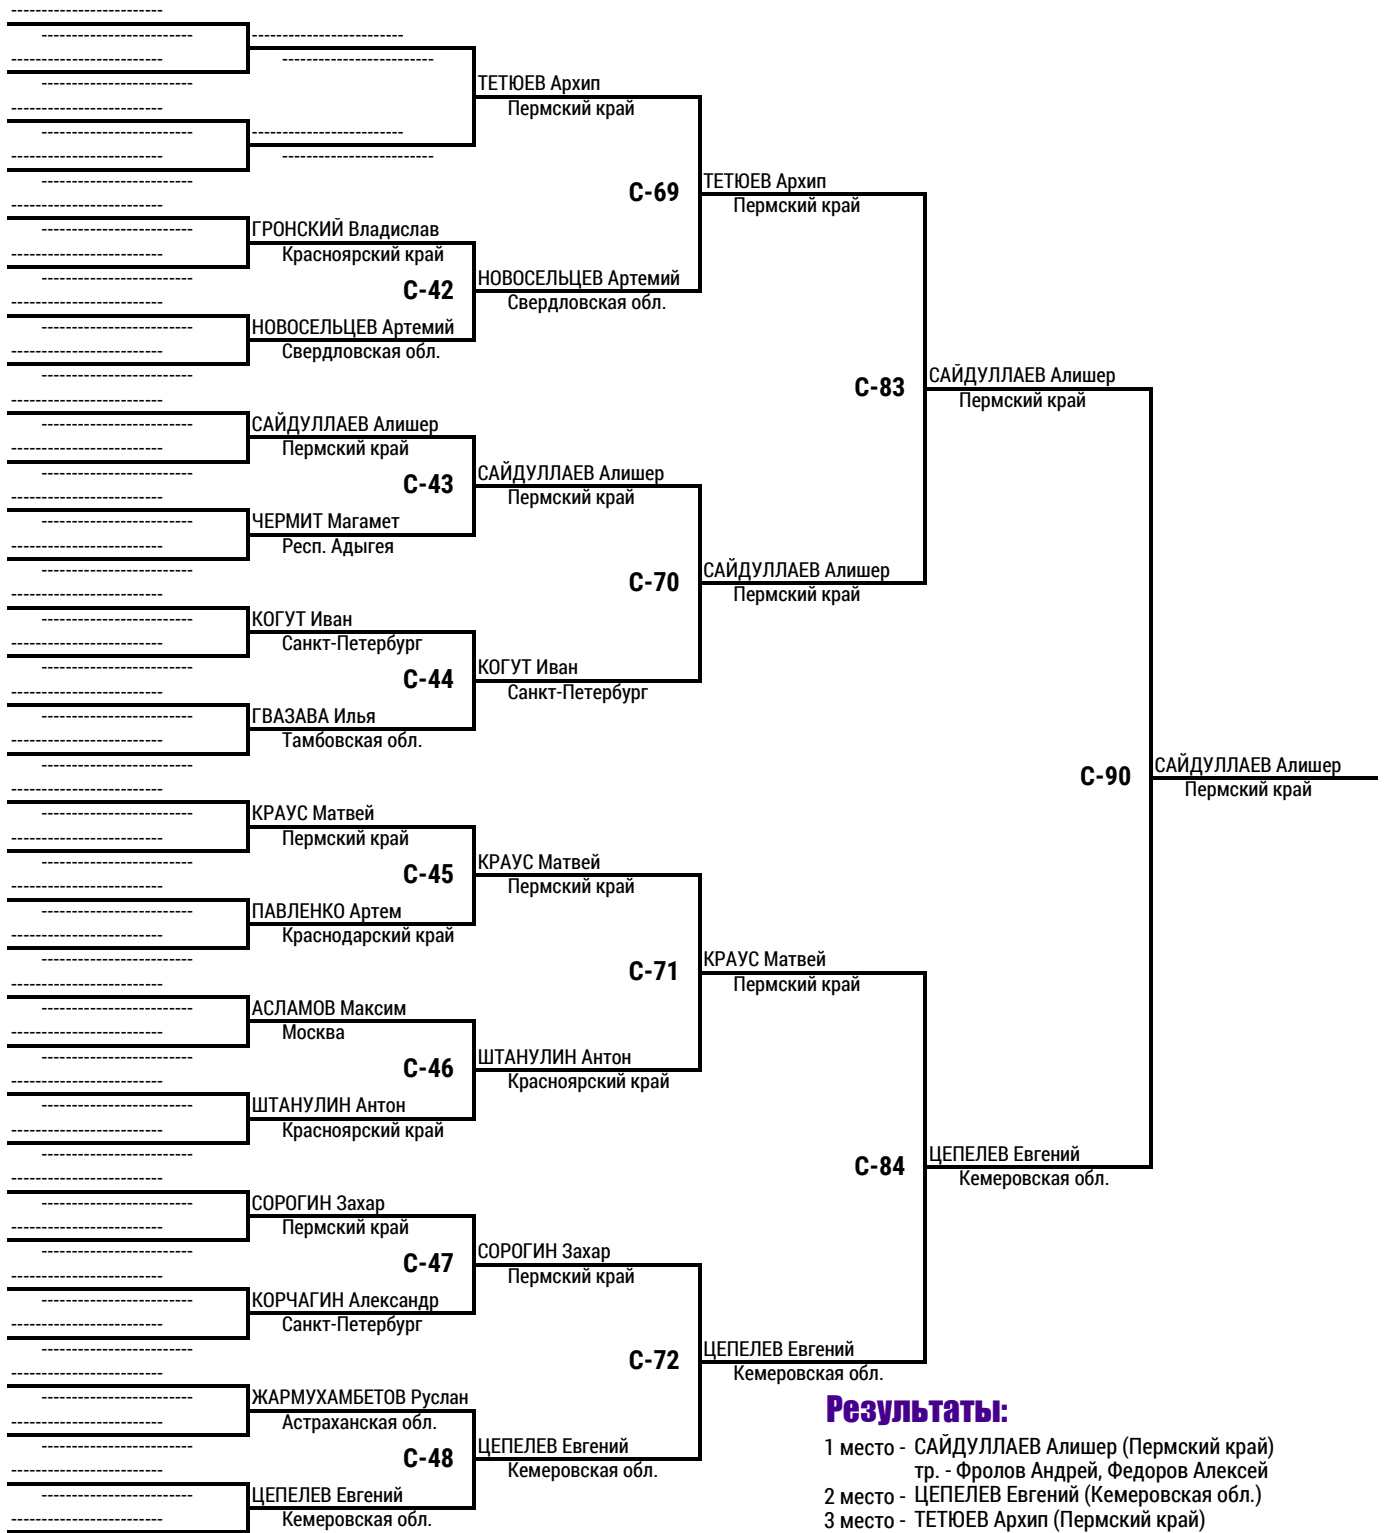 ТЕТЮЕВ Архип
Пермский край
С-69
ТЕТЮЕВ Архип
Пермский край
ГРОНСКИЙ Владислав
Красноярский край
С-42
НОВОСЕЛЬЦЕВ Артемий
Свердловская обл.
НОВОСЕЛЬЦЕВ Артемий
Свердловская обл.
С-83
САЙДУЛЛАЕВ Алишер
Пермский край
САЙДУЛЛАЕВ Алишер
Пермский край
С-43
САЙДУЛЛАЕВ Алишер
Пермский край
ЧЕРМИТ Магамет
Респ. Адыгея
С-70
САЙДУЛЛАЕВ Алишер
Пермский край
КОГУТ Иван
Санкт-Петербург
С-44
КОГУТ Иван
Санкт-Петербург
ГВАЗАВА Илья
Тамбовская обл.
С-90
САЙДУЛЛАЕВ Алишер
Пермский край
КРАУС Матвей
Пермский край
С-45
КРАУС Матвей
Пермский край
ПАВЛЕНКО Артем
Краснодарский край
С-71
КРАУС Матвей
Пермский край
АСЛАМОВ Максим
Москва
С-46
ШТАНУЛИН Антон
Красноярский край
ШТАНУЛИН Антон
Красноярский край
С-84
ЦЕПЕЛЕВ Евгений
Кемеровская обл.
СОРОГИН Захар
Пермский край
С-47
СОРОГИН Захар
Пермский край
КОРЧАГИН Александр
Санкт-Петербург
С-72
ЦЕПЕЛЕВ Евгений
Кемеровская обл.
ЖАРМУХАМБЕТОВ Руслан
Астраханская обл.
С-48
ЦЕПЕЛЕВ Евгений
Кемеровская обл.
ЦЕПЕЛЕВ Евгений
Кемеровская обл.
Результаты:
1 место - САЙДУЛЛАЕВ Алишер (Пермский край)
тр. - Фролов Андрей, Федоров Алексей
2 место - ЦЕПЕЛЕВ Евгений (Кемеровская обл.)
3 место - ТЕТЮЕВ Архип (Пермский край)